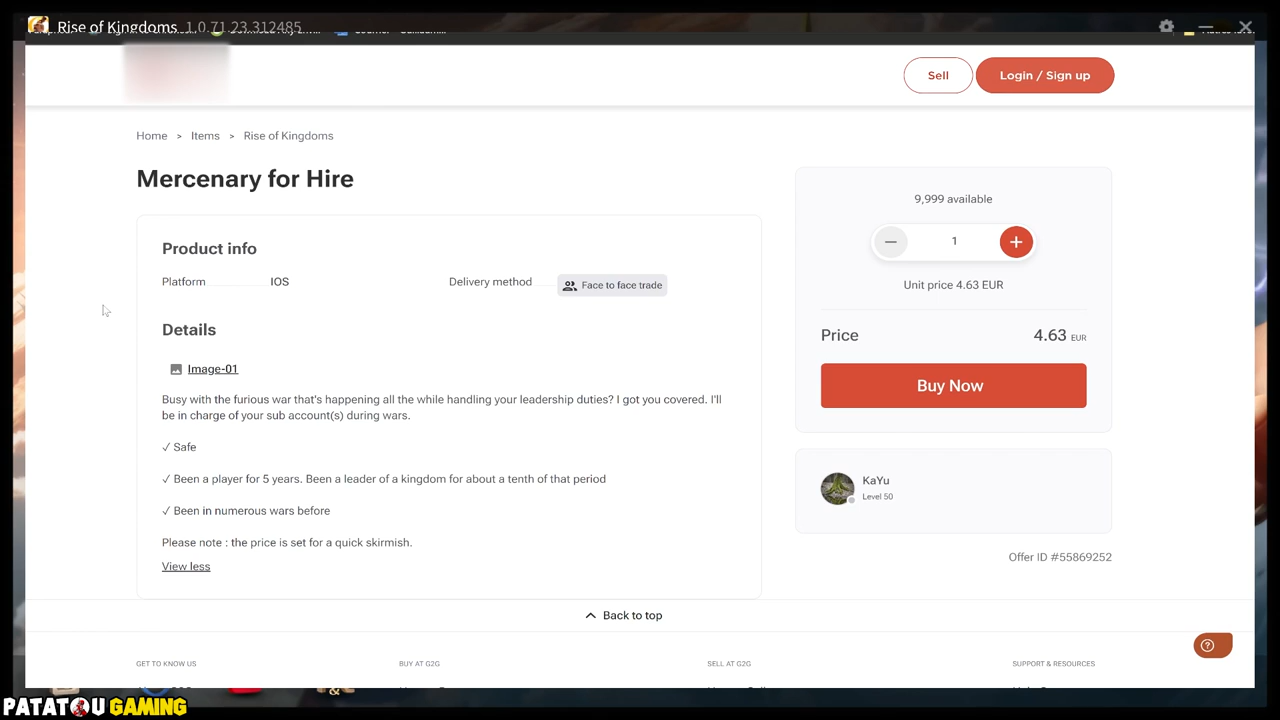 Rise of Kingdoms 1.0.71.23.312485
Sell
Login / Sign up
Home > Items > Rise of Kingdoms
Mercenary for Hire
9,999 available
1
Unit price 4.63 EUR
Product info
Platform IOS
Delivery method Face to face trade
Price 4.63 EUR
Buy Now
Details
Image-01
Busy with the furious war that's happening all the while handling your leadership duties? I got you covered. I'll
be in charge of your sub account(s) during wars.
✓ Safe
✓ Been a player for 5 years. Been a leader of a kingdom for about a tenth of that period
✓ Been in numerous wars before
Please note : the price is set for a quick skirmish.
View less
KaYu
Level 50
Offer ID #55869252
Back to top
GET TO KNOW US
BUY AT G2G
SELL AT G2G
SUPPORT & RESOURCES
PATATOU GAMING